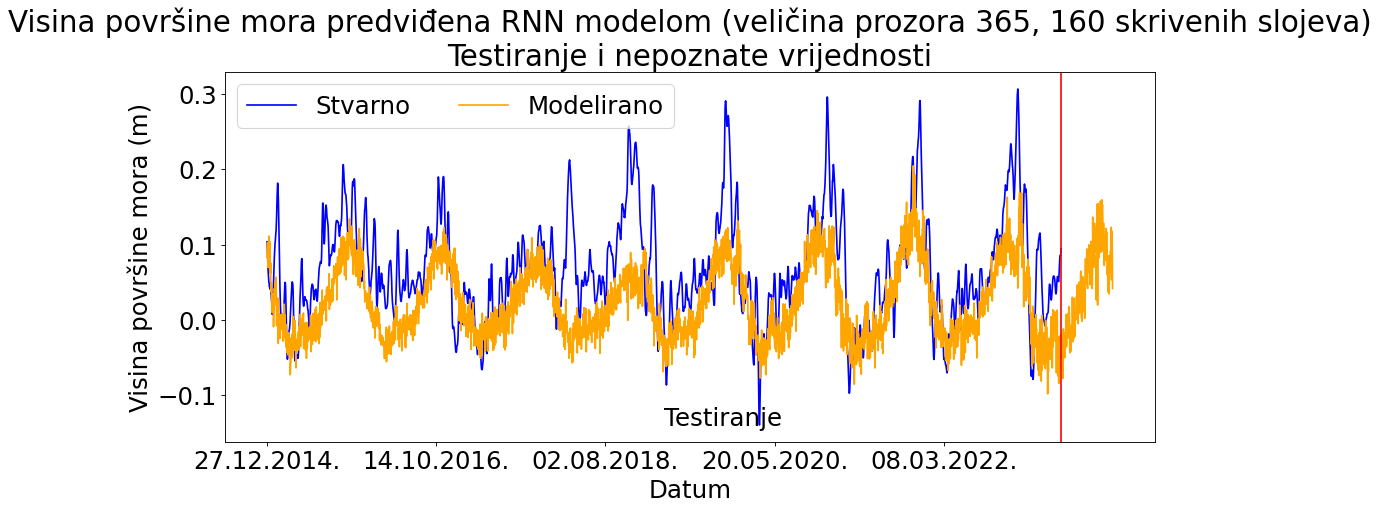 Visina površine mora predviđena RNN modelom (veličina prozora 365, 160 skrivenih slojeva)
Testiranje i nepoznate vrijednosti
Stvarno Modelirano
Visina površine mora (m)
0.3
0.2
0.1
0.0
−0.1
Testiranje
27.12.2014. 14.10.2016. 02.08.2018. 20.05.2020. 08.03.2022.
Datum